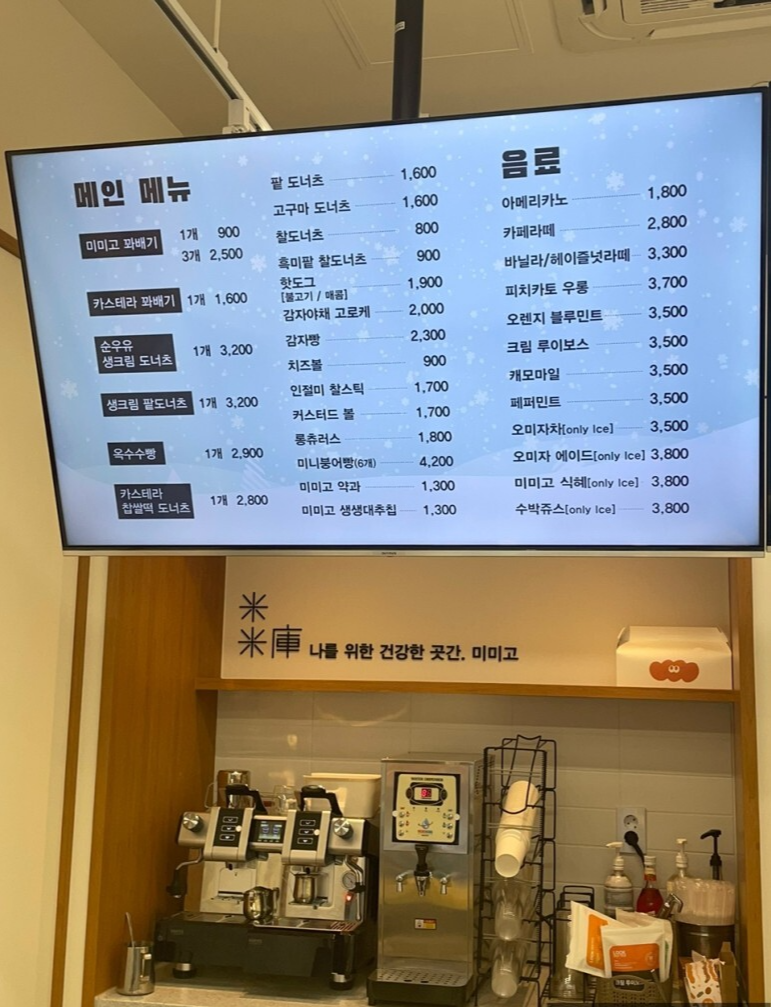 메인 메뉴
미미고 꽈배기 1개 900
3개 2,500
카스테라 꽈배기 1개 1,600
순우유
생크림 도너츠 1개 3,200
생크림 팥도너츠 1개 3,200
옥수수빵 1개 2,900
카스테라
찹쌀떡 도너츠 1개 2,800
팥 도너츠 1,600
고구마 도너츠 1,600
찰도너츠 800
흑미팥 찰도너츠 900
핫도그 1,900
[불고기 / 매콤]
감자야채 고로케 2,000
감자빵 2,300
치즈볼 900
인절미 찰스틱 1,700
커스터드 볼 1,700
롱츄러스 1,800
미니붕어빵(6개) 4,200
미미고 약과 1,300
미미고 생생대추칩 1,300
음료
아메리카노 1,800
카페라떼 2,800
바닐라/헤이즐넛라떼 3,300
피치카토 우롱 3,700
오렌지 블루민트 3,500
크림 루이보스 3,500
캐모마일 3,500
페퍼민트 3,500
오미자차[only Ice] 3,500
오미자 에이드[only Ice] 3,800
미미고 식혜[only Ice] 3,800
수박쥬스[only Ice] 3,800
米
米庫 나를 위한 건강한 곳간. 미미고